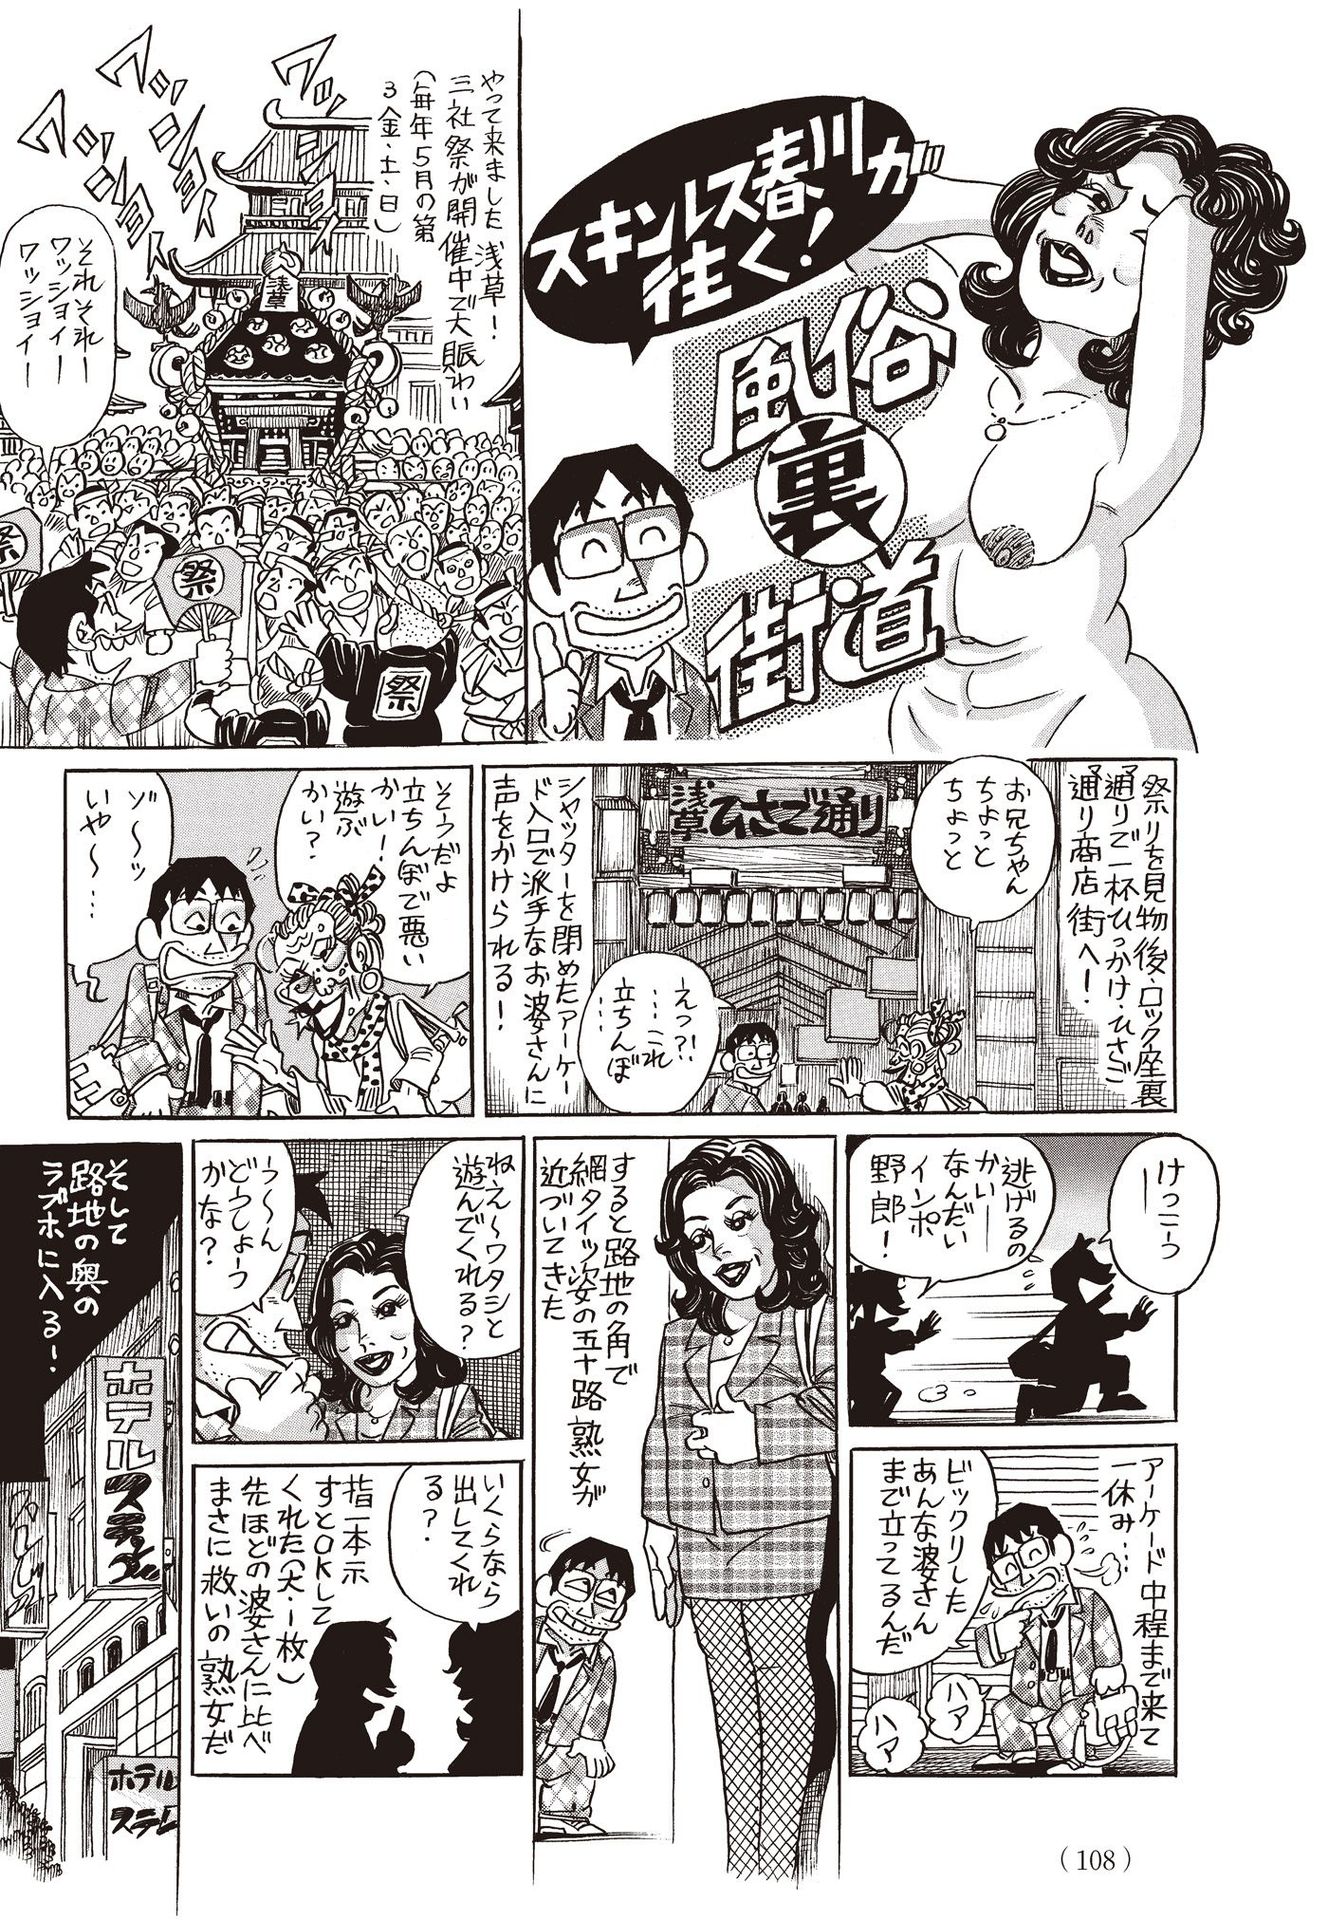 スキンレス春川が
往く！
風俗
裏
街道
やって来ました浅草！
三社祭が開催中で大賑わい
（毎年５月の第
３金・土・日）
ワッショイ
ワッショイ
ワッショイ
浅草
それそれー
ワッショイー
ワッショイー
祭
祭
祭
祭りを見物後、ロック座裏
通りで一杯ひっかけ、ひさご
通り商店街へ！
お兄ちゃん
ちょっと
ちょっと
浅草ひさご通り
えっ？！
…これ
…立ちんぼ
シャッターを閉めたアーケー
ド入口で派手なお婆さんに
声をかけられる！
そうだよ
立ちんぼで悪い
かい！
遊ぶ
かい？
ゾ〜ッ
いや〜…
けっこうっ
逃げるの
かい―
なんだい
インポ
野郎！
アーケード中程まで来て
一休み…
ビックリした
あんな婆さん
まで立ってるんだ
ハァ
ハァ
すると路地の角で
網タイツ姿の五十路熟女が
近づいてきた
ねえ〜ワタシと
遊んでくれる？
う〜ん
どうしようっ
かな？
いくらなら
出してくれ
る？
指一本示
すとOKして
くれた（大一枚）
先ほどの婆さんに比べ
まさに救いの熟女だ
そして
路地の奥の
ラブホに入る！
ホテル
ホテル
ステレ
（108）